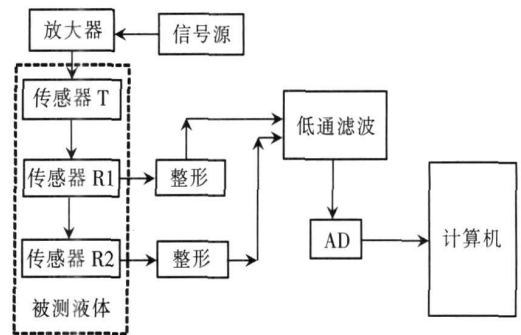 放大器
信号源
传感器 T
传感器 R1
整形
低通滤波
传感器 R2
整形
AD
计算机
被测液体